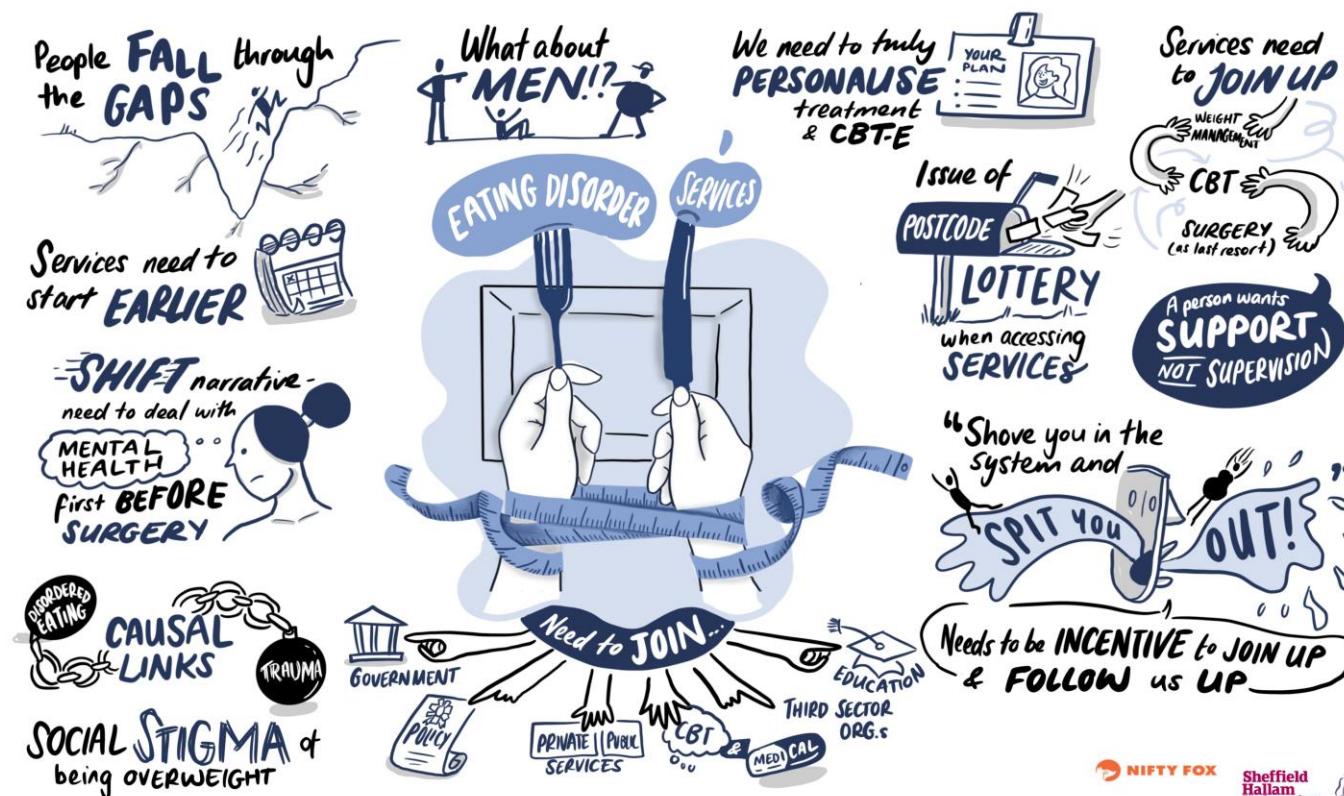 People FALL through
the GAPS
What about
MEN!?
We need to truly
PERSONALISE
treatment
& CBT-E
YOUR
PLAN
Services need
to JOIN UP
WEIGHT
MANAGEMENT
CBT
SURGERY
(as last resort)
EATING DISORDER
SERVICES
Issue of
POSTCODE
LOTTERY
when accessing
SERVICES
Services need to
start EARLIER
A person wants
SUPPORT
NOT SUPERVISION
SHIFT narrative-
need to deal with
MENTAL
HEALTH
first BEFORE
SURGERY
"Shove you in the
system and
SPIT YOU
OUT!
DISORDERED
EATING
CAUSAL
LINKS
TRAUMA
SOCIAL STIGMA of
being OVERWEIGHT
Need to JOIN...
GOVERNMENT
POLICY
PRIVATE PUBLIC
SERVICES
CBT
&
MEDICAL
THIRD SECTOR
ORG.s
EDUCATION
Needs to be INCENTIVE to JOIN UP
& FOLLOW us UP
NIFTY FOX
Sheffield
Hallam